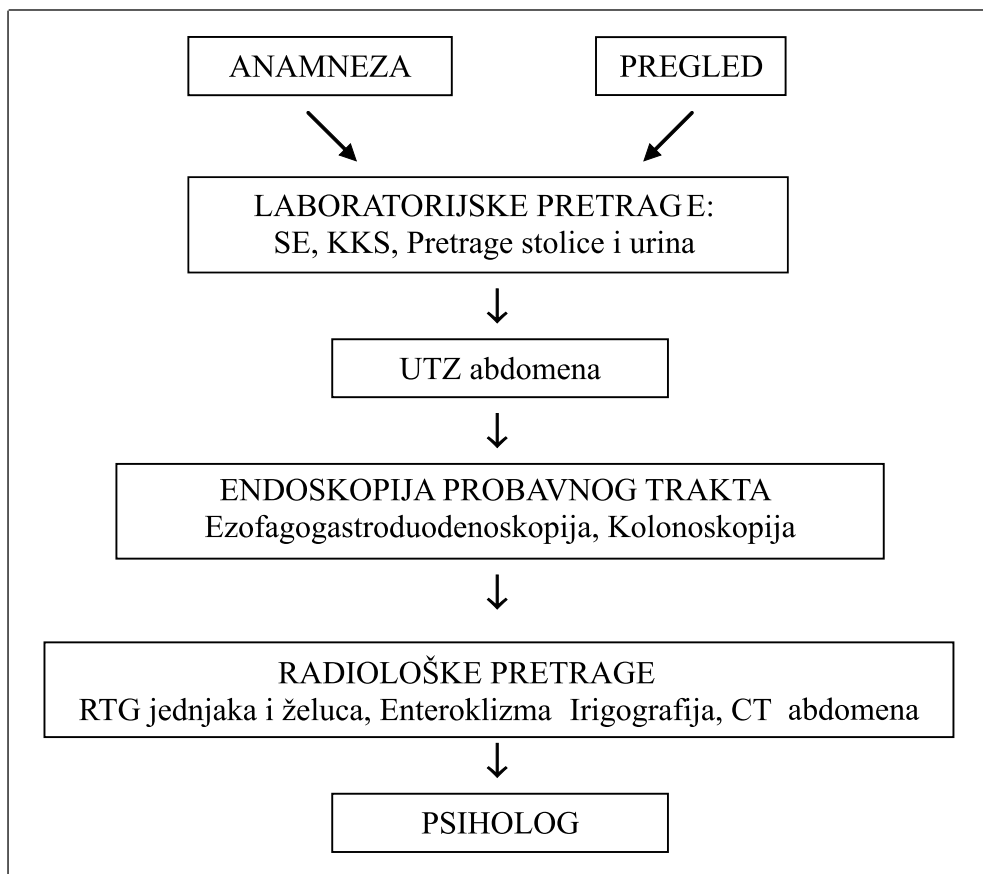 ANAMNEZA
PREGLED
LABORATORIJSKE PRETRAGE:
SE, KKS, Pretrage stolice i urina
UTZ abdomena
ENDOSKOPIJA PROBAVNOG TRAKTA
Ezofagogastroduodenoskopija, Kolonoskopija
RADIOLOŠKE PRETRAGE
RTG jednjaka i želuca, Enteroklizma Irigografija, CT abdomena
PSIHOLOG